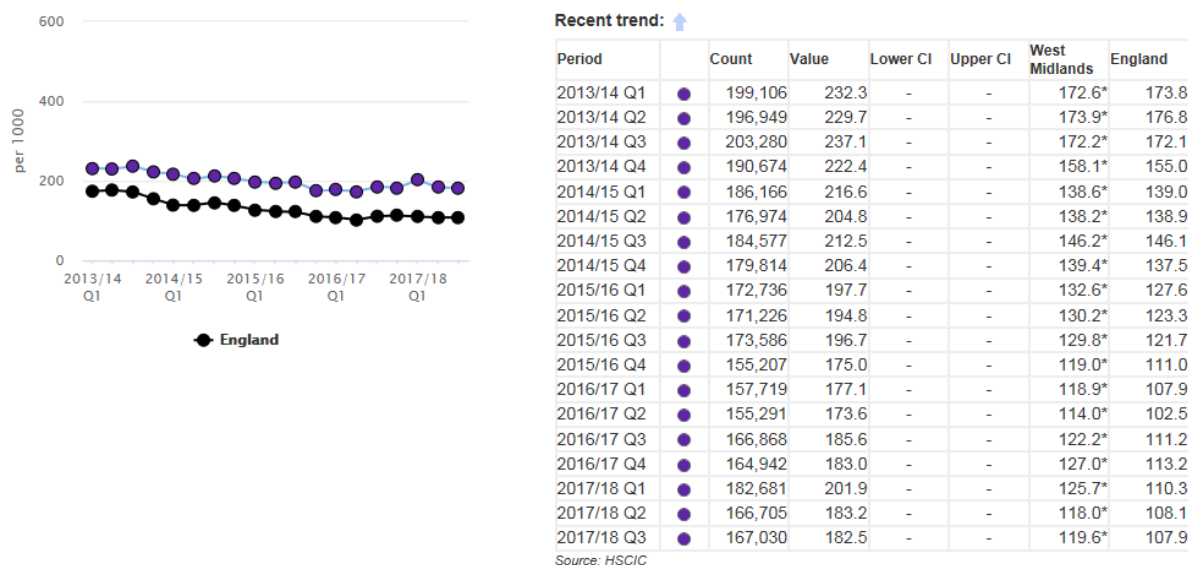 600
400
200
0
per 1000
2013/14 Q1
2014/15 Q1
2015/16 Q1
2016/17 Q1
2017/18 Q1
England
Recent trend:
Period Count Value Lower CI Upper CI West Midlands England
2013/14 Q1 199,106 232.3 - - 172.6* 173.8
2013/14 Q2 196,949 229.7 - - 173.9* 176.8
2013/14 Q3 203,280 237.1 - - 172.2* 172.1
2013/14 Q4 190,674 222.4 - - 158.1* 155.0
2014/15 Q1 186,166 216.6 - - 138.6* 139.0
2014/15 Q2 176,974 204.8 - - 138.2* 138.9
2014/15 Q3 184,577 212.5 - - 146.2* 146.1
2014/15 Q4 179,814 206.4 - - 139.4* 137.5
2015/16 Q1 172,736 197.7 - - 132.6* 127.6
2015/16 Q2 171,226 194.8 - - 130.2* 123.3
2015/16 Q3 173,586 196.7 - - 129.8* 121.7
2015/16 Q4 155,207 175.0 - - 119.0* 111.0
2016/17 Q1 157,719 177.1 - - 118.9* 107.9
2016/17 Q2 155,291 173.6 - - 114.0* 102.5
2016/17 Q3 166,868 185.6 - - 122.2* 111.2
2016/17 Q4 164,942 183.0 - - 127.0* 113.2
2017/18 Q1 182,681 201.9 - - 125.7* 110.3
2017/18 Q2 166,705 183.2 - - 118.0* 108.1
2017/18 Q3 167,030 182.5 - - 119.6* 107.9
Source: HSCIC